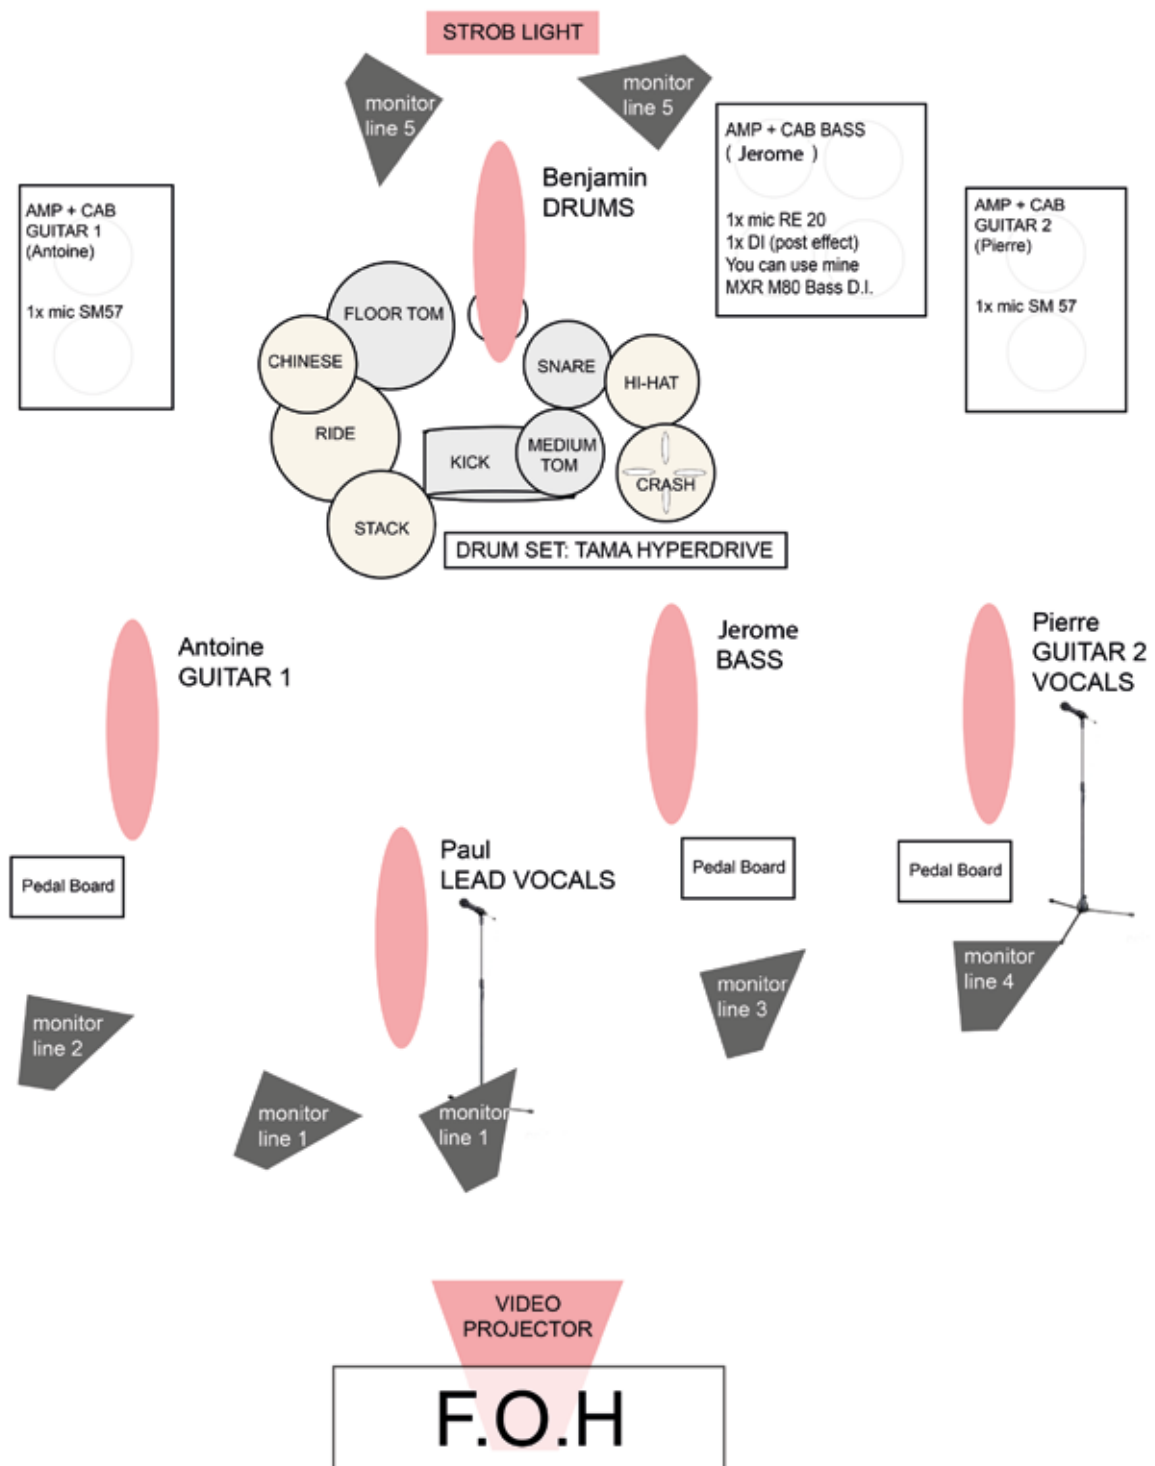 STROB LIGHT
monitor
line 5
monitor
line 5
AMP + CAB BASS
( Jerome )
1x mic RE 20
1x DI (post effect)
You can use mine
MXR M80 Bass D.I.
Benjamin
DRUMS
AMP + CAB
GUITAR 1
(Antoine)
1x mic SM57
AMP + CAB
GUITAR 2
(Pierre)
1x mic SM 57
FLOOR TOM
CHINESE
SNARE
HI-HAT
RIDE
KICK
MEDIUM
TOM
CRASH
STACK
DRUM SET: TAMA HYPERDRIVE
Antoine
GUITAR 1
Jerome
BASS
Pierre
GUITAR 2
VOCALS
Paul
LEAD VOCALS
Pedal Board
Pedal Board
Pedal Board
monitor
line 2
monitor
line 3
monitor
line 4
monitor
line 1
monitor
line 1
VIDEO
PROJECTOR
F.O.H